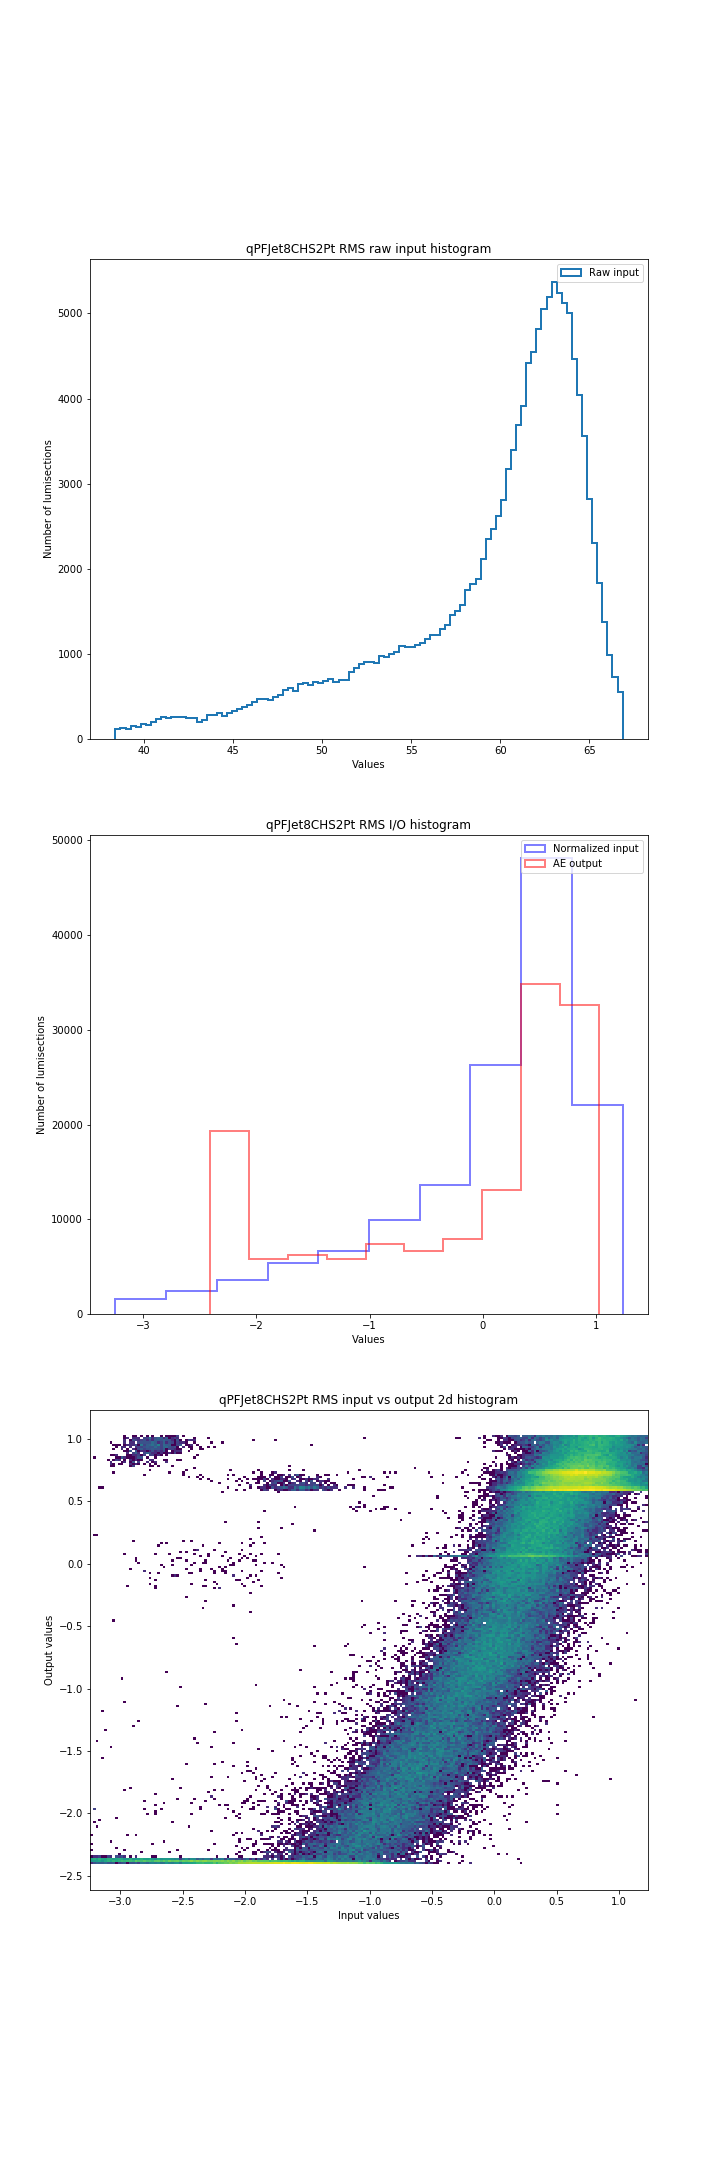 qPFJet8CHS2Pt RMS raw input histogram
Raw input
5000
4000
3000
2000
1000
0
Number of lumisections
40 45 50 55 60 65
Values
qPFJet8CHS2Pt RMS I/O histogram
Normalized input
AE output
50000
40000
30000
20000
10000
0
Number of lumisections
−3 −2 −1 0 1
Values
qPFJet8CHS2Pt RMS input vs output 2d histogram
1.0
0.5
0.0
−0.5
−1.0
−1.5
−2.0
−2.5
Output values
−3.0 −2.5 −2.0 −1.5 −1.0 −0.5 0.0 0.5 1.0
Input values